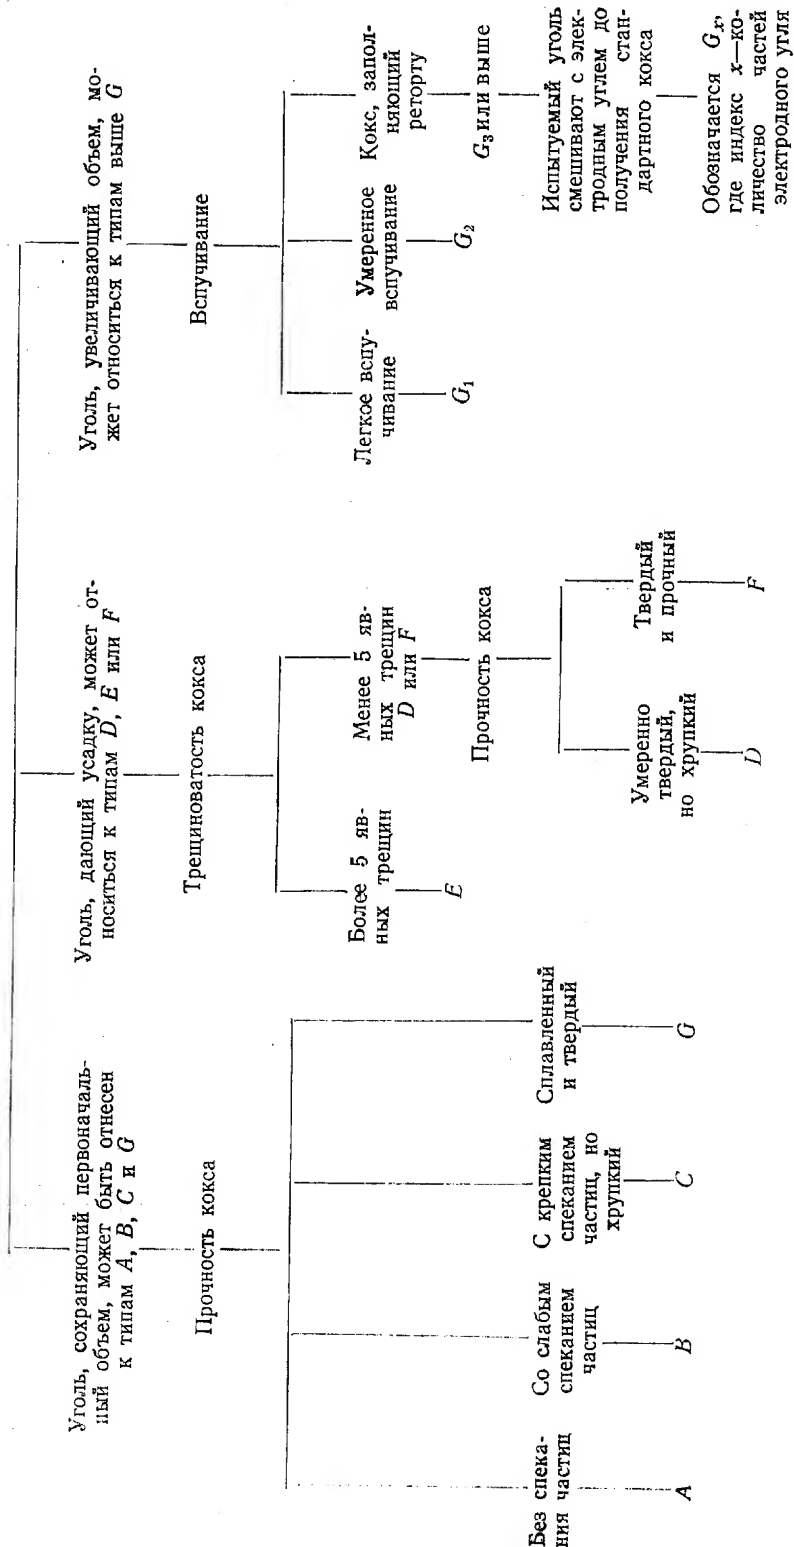 Уголь, сохраняющий первоначаль-
ный объем, может быть отнесен
к типам A, B, C и G
Прочность кокса
Без спека-
ния частиц
A
Со слабым
спеканием
частиц
B
С крепким
спеканием
частиц, но
хрупкий
C
Сплавленный
и твердый
G
Уголь, дающий усадку, может от-
носиться к типам D, E или F
Трещиноватость кокса
Более 5 яв-
ных трещин
E
Менее 5 яв-
ных трещин
D или F
Прочность кокса
Умеренно
твердый,
но хрупкий
D
Твердый
и прочный
F
Уголь, увеличивающий объем, мо-
жет относиться к типам выше G
Вспучивание
Легкое вспу-
чивание
G₁
Умеренное
вспучивание
G₂
Кокс, запол-
няющий
реторту
G₃ или выше
Испытуемый уголь
смешивают с элек-
тродным углем до
получения стан-
дартного кокса
Обозначается Gₓ,
где индекс x—ко-
личество частей
электродного угля